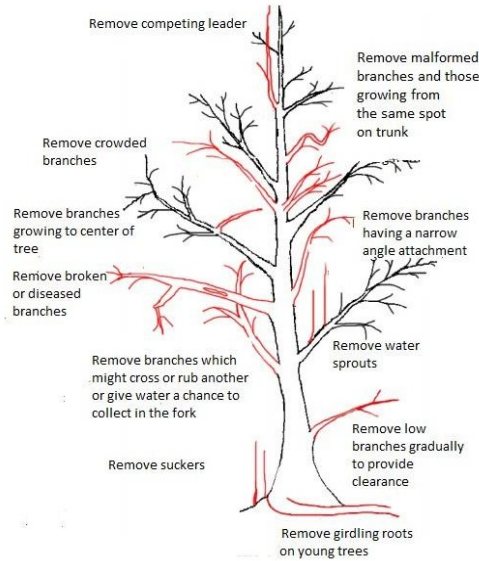 Remove competing leader
Remove malformed
branches and those
growing from
the same spot
on trunk
Remove crowded
branches
Remove branches
growing to center of
tree
Remove branches
having a narrow
angle attachment
Remove broken
or diseased
branches
Remove water
sprouts
Remove branches which
might cross or rub another
or give water a chance to
collect in the fork
Remove low
branches gradually
to provide
clearance
Remove suckers
Remove girdling roots
on young trees